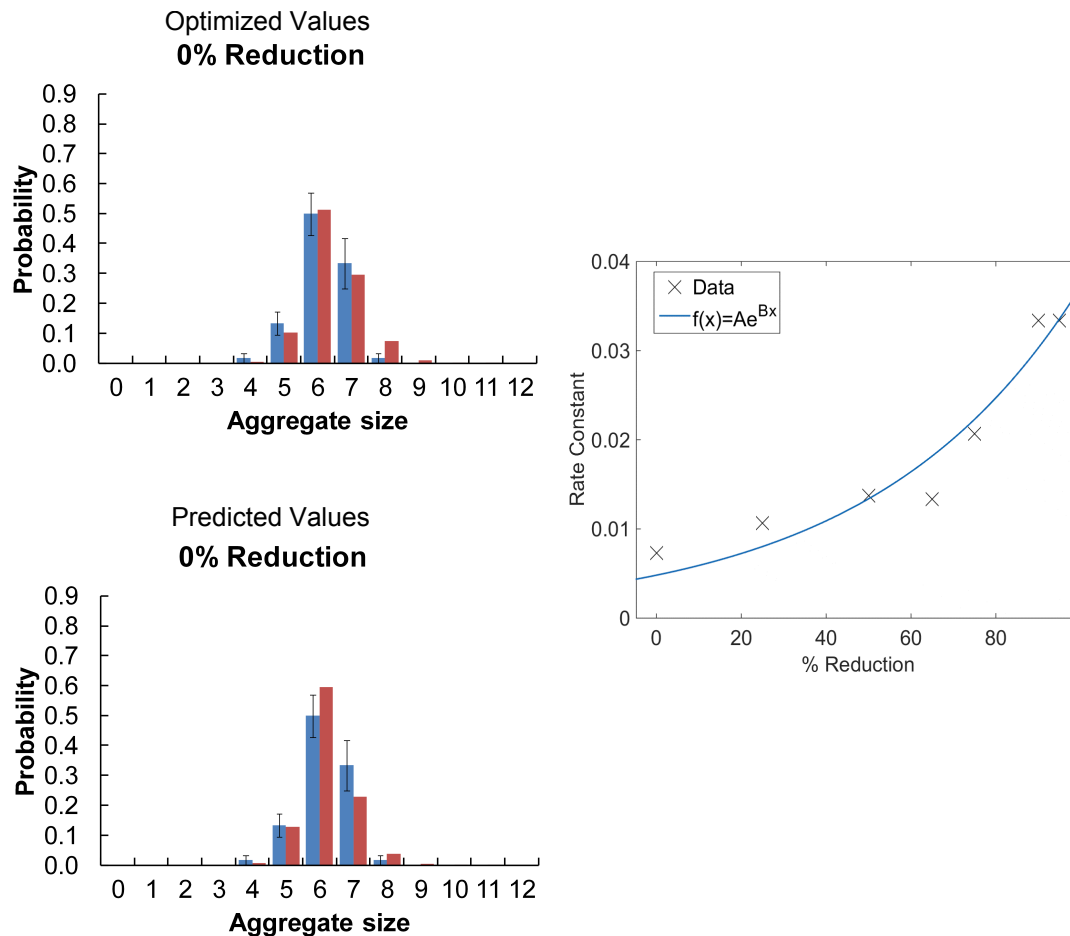 Optimized Values
0% Reduction
Probability
0.9
0.8
0.7
0.6
0.5
0.4
0.3
0.2
0.1
0.0
0 1 2 3 4 5 6 7 8 9 10 11 12
Aggregate size
Predicted Values
0% Reduction
Probability
0.9
0.8
0.7
0.6
0.5
0.4
0.3
0.2
0.1
0.0
0 1 2 3 4 5 6 7 8 9 10 11 12
Aggregate size
Rate Constant
0.04
0.03
0.02
0.01
0
Data
f(x)=Ae^Bx
0 20 40 60 80
% Reduction